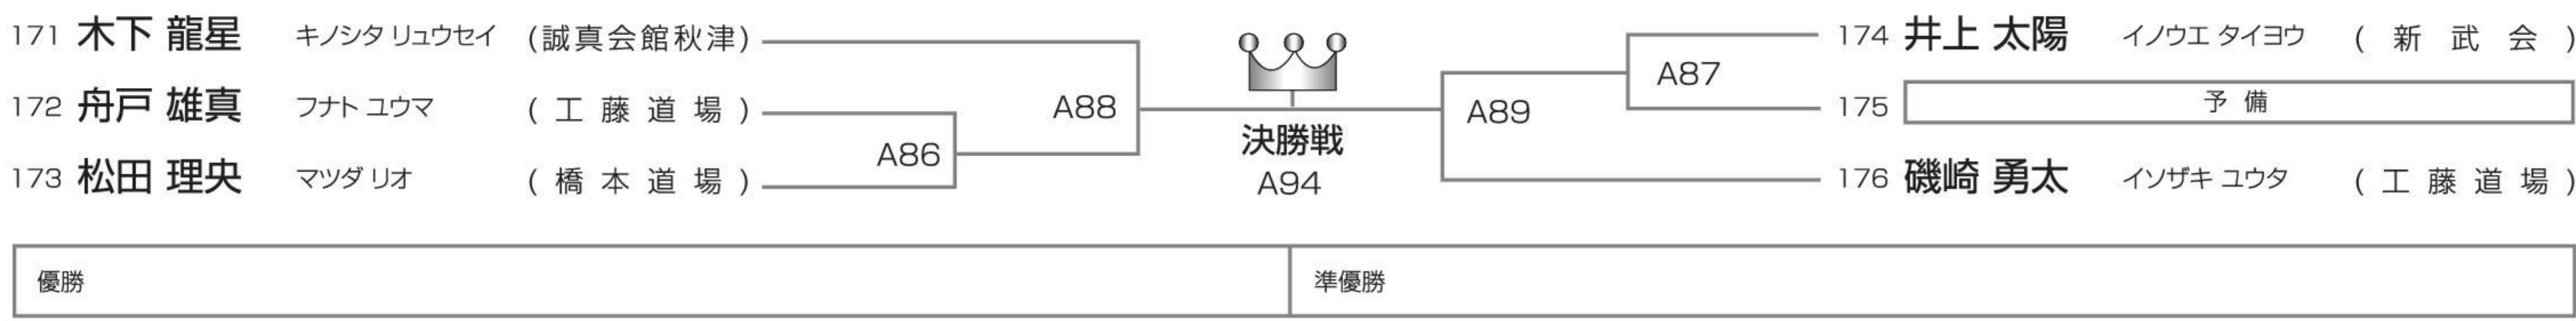 171 木下 龍星 キノシタ リュウセイ (誠真会館秋津)
172 舟戸 雄真 フナト ユウマ (工藤道場)
173 松田 理央 マツダ リオ (橋本道場)
A86
A88
決勝戦
A94
A89
A87
174 井上 太陽 イノウエ タイヨウ (新武会)
175 予備
176 磯崎 勇太 イソザキ ユウタ (工藤道場)
優勝
準優勝